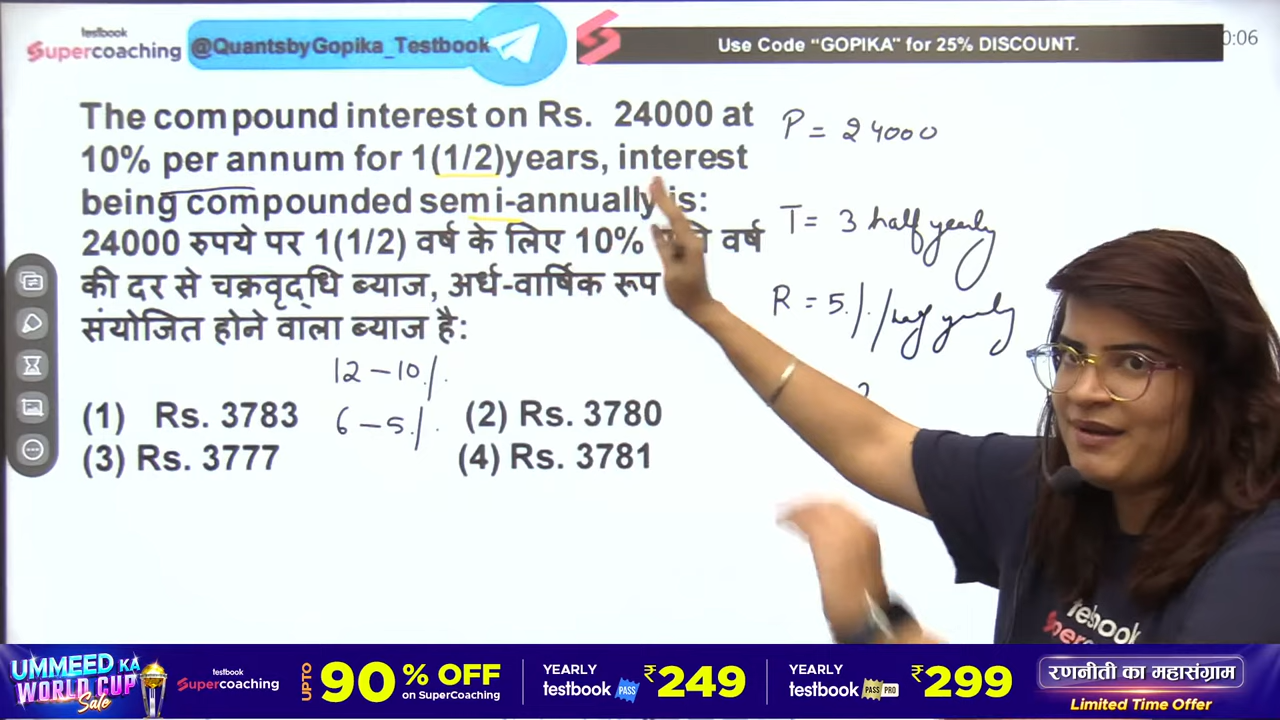 testbook
Supercoaching
@QuantsbyGopika_Testbook
Use Code "GOPIKA" for 25% DISCOUNT.
0:06
The compound interest on Rs. 24000 at
10% per annum for 1(1/2)years, interest
being compounded semi-annually is:
24000 रुपये पर 1(1/2) वर्ष के लिए 10% वर्ष
की दर से चक्रवृद्धि ब्याज, अर्ध-वार्षिक रूप
संयोजित होने वाला ब्याज है:
(1) Rs. 3783
(2) Rs. 3780
(3) Rs. 3777
(4) Rs. 3781
12 – 10%
6 – 5%
P = 24000
T = 3 half yearly
R = 5% / half yearly
testbook
UMMEED KA
WORLD CUP
Sale
testbook
Supercoaching
UPTO 90% OFF
on SuperCoaching
YEARLY
testbook PASS
₹249
YEARLY
testbook PASS PRO
₹299
रणनीती का महासंग्राम
Limited Time Offer